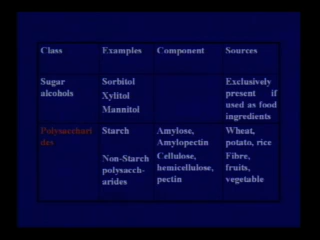 Class Examples Component Sources
Sugar alcohols Sorbitol Xylitol Mannitol Exclusively present if used as food ingredients
Polysacchari des Starch Amylose, Amylopectin Wheat, potato, rice
Non-Starch polysacch-arides Cellulose, hemicellulose, pectin Fibre, fruits, vegetable